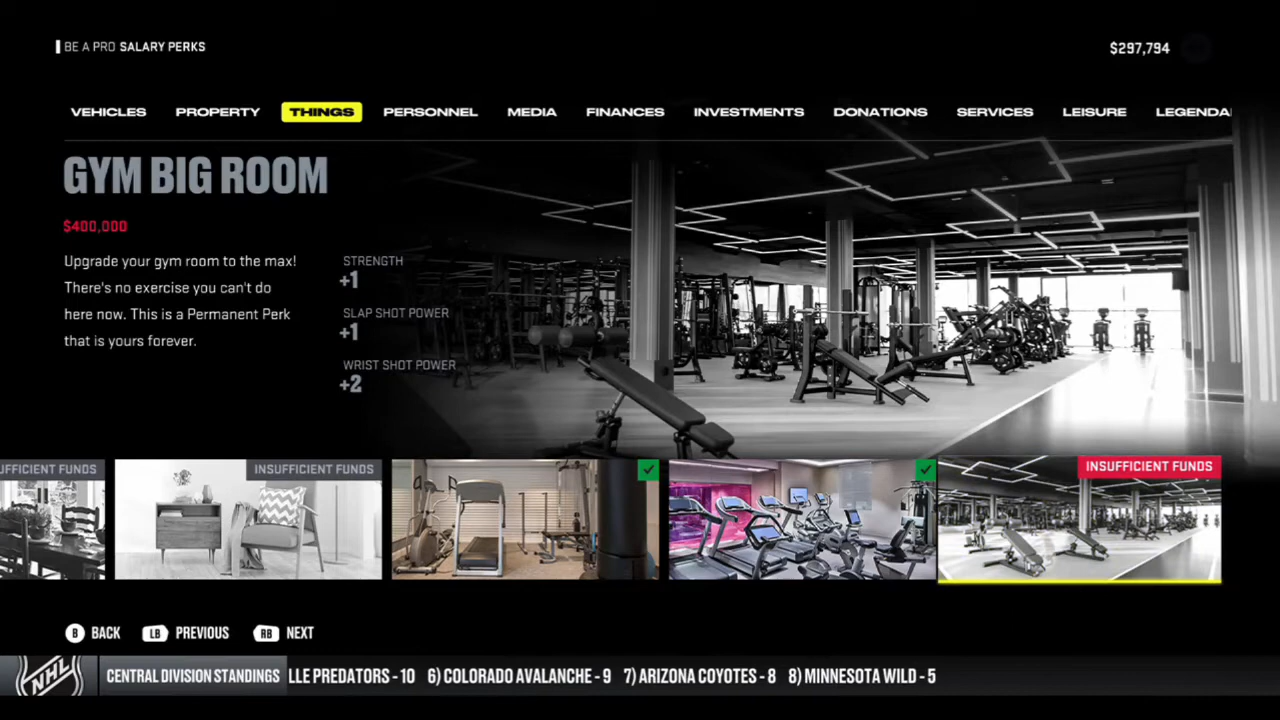 BE A PRO SALARY PERKS
$297,794
VEHICLES PROPERTY THINGS PERSONNEL MEDIA FINANCES INVESTMENTS DONATIONS SERVICES LEISURE LEGENDA
GYM BIG ROOM
$400,000
Upgrade your gym room to the max!
There's no exercise you can't do
here now. This is a Permanent Perk
that is yours forever.
STRENGTH
+1
SLAP SHOT POWER
+1
WRIST SHOT POWER
+2
UFFICIENT FUNDS
INSUFFICIENT FUNDS
INSUFFICIENT FUNDS
B BACK LB PREVIOUS RB NEXT
NHL CENTRAL DIVISION STANDINGS LLE PREDATORS - 10 6) COLORADO AVALANCHE - 9 7) ARIZONA COYOTES - 8 8) MINNESOTA WILD - 5